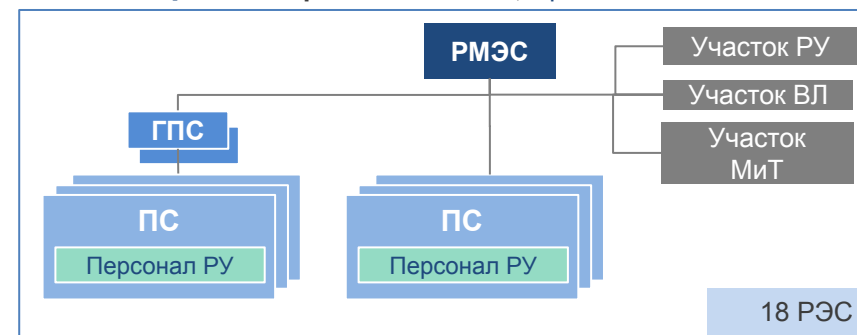 РМЭС
Участок РУ
Участок ВЛ
Участок
МиТ
ГПС
ПС
Персонал РУ
ПС
Персонал РУ
18 РЭС